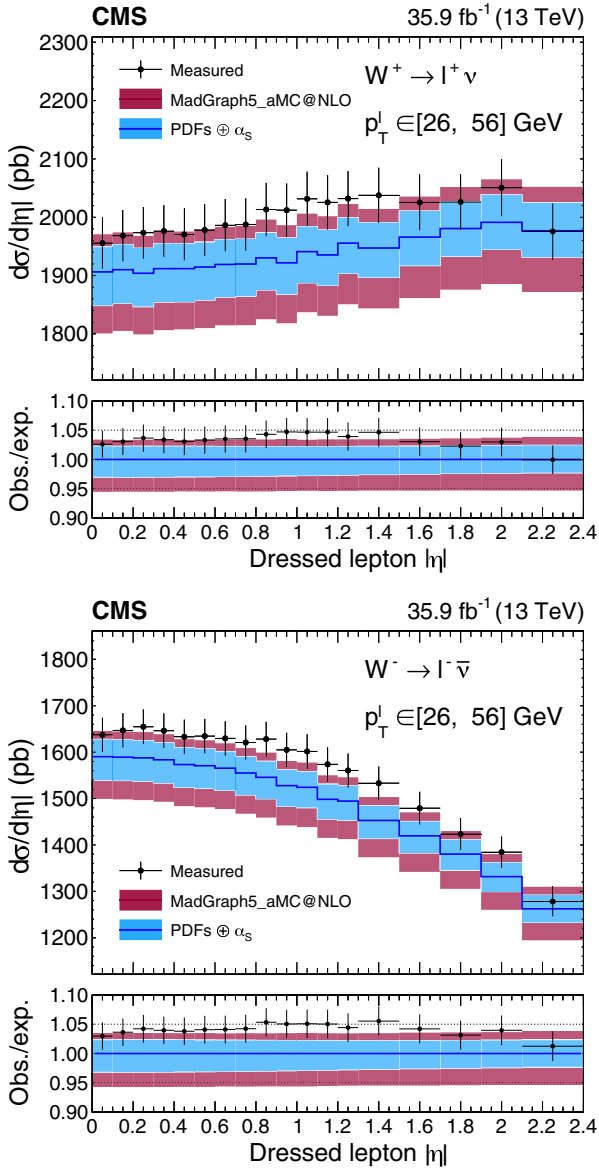 CMS 35.9 fb⁻¹ (13 TeV)
2300
2200
2100
2000
1900
1800
dσ/d|η| (pb)
Measured
MadGraph5_aMC@NLO
PDFs ⊕ αₛ
W⁺ → l⁺ ν
p_T^l ∈[26, 56] GeV
1.10
1.05
1.00
0.95
0.90
Obs./exp.
0 0.2 0.4 0.6 0.8 1 1.2 1.4 1.6 1.8 2 2.2 2.4
Dressed lepton |η|
CMS 35.9 fb⁻¹ (13 TeV)
1800
1700
1600
1500
1400
1300
1200
dσ/d|η| (pb)
W⁻ → l⁻ ν̅
p_T^l ∈[26, 56] GeV
Measured
MadGraph5_aMC@NLO
PDFs ⊕ αₛ
1.10
1.05
1.00
0.95
0.90
Obs./exp.
0 0.2 0.4 0.6 0.8 1 1.2 1.4 1.6 1.8 2 2.2 2.4
Dressed lepton |η|